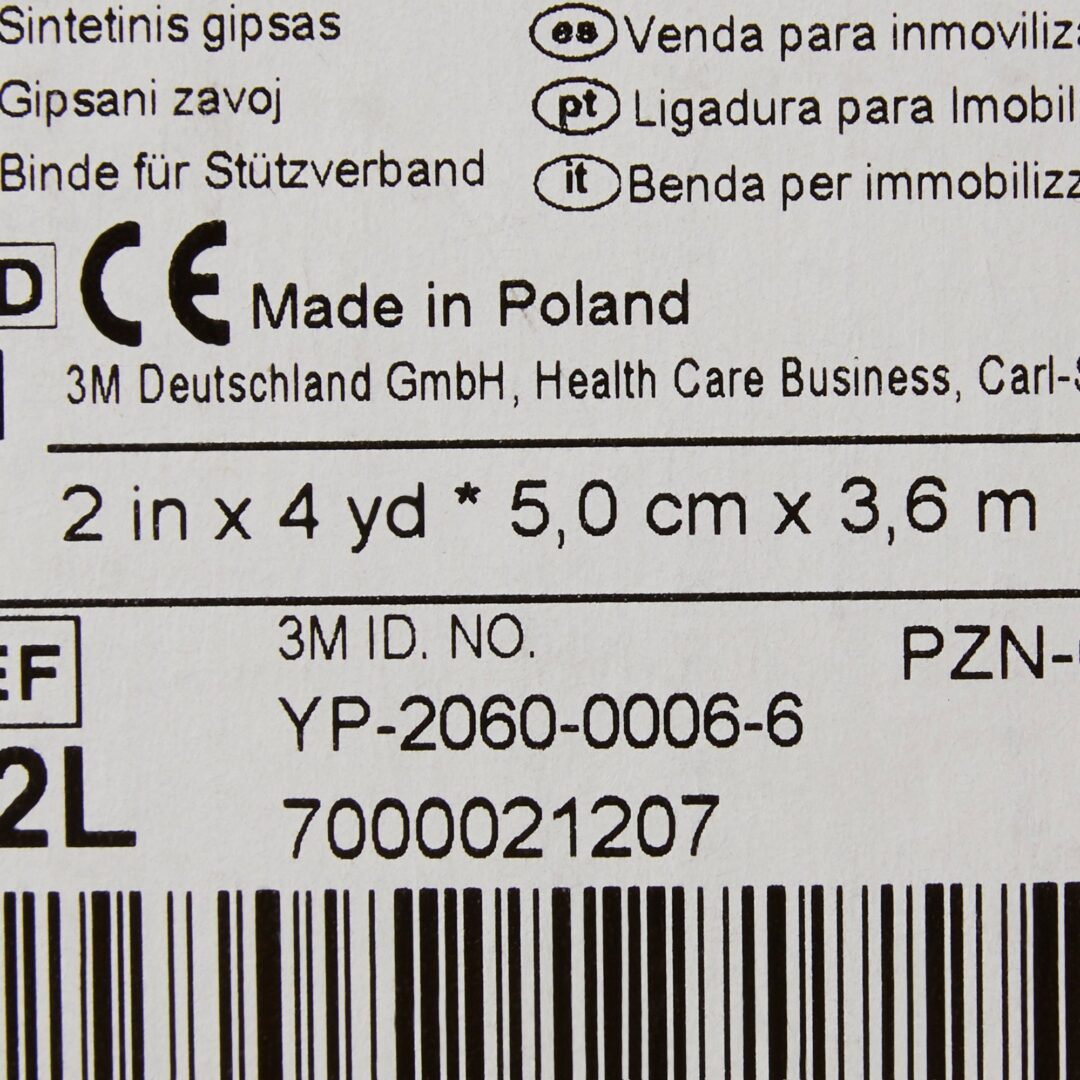 Sintetinis gipsas
es Venda para inmoviliz
Gipsani zavoj
pt Ligadura para Imobil
Binde für Stützverband
it Benda per immobilizz
D CE Made in Poland
3M Deutschland GmbH, Health Care Business, Carl-S
2 in x 4 yd * 5,0 cm x 3,6 m
EF
3M ID. NO.
PZN-
YP-2060-0006-6
2L
7000021207